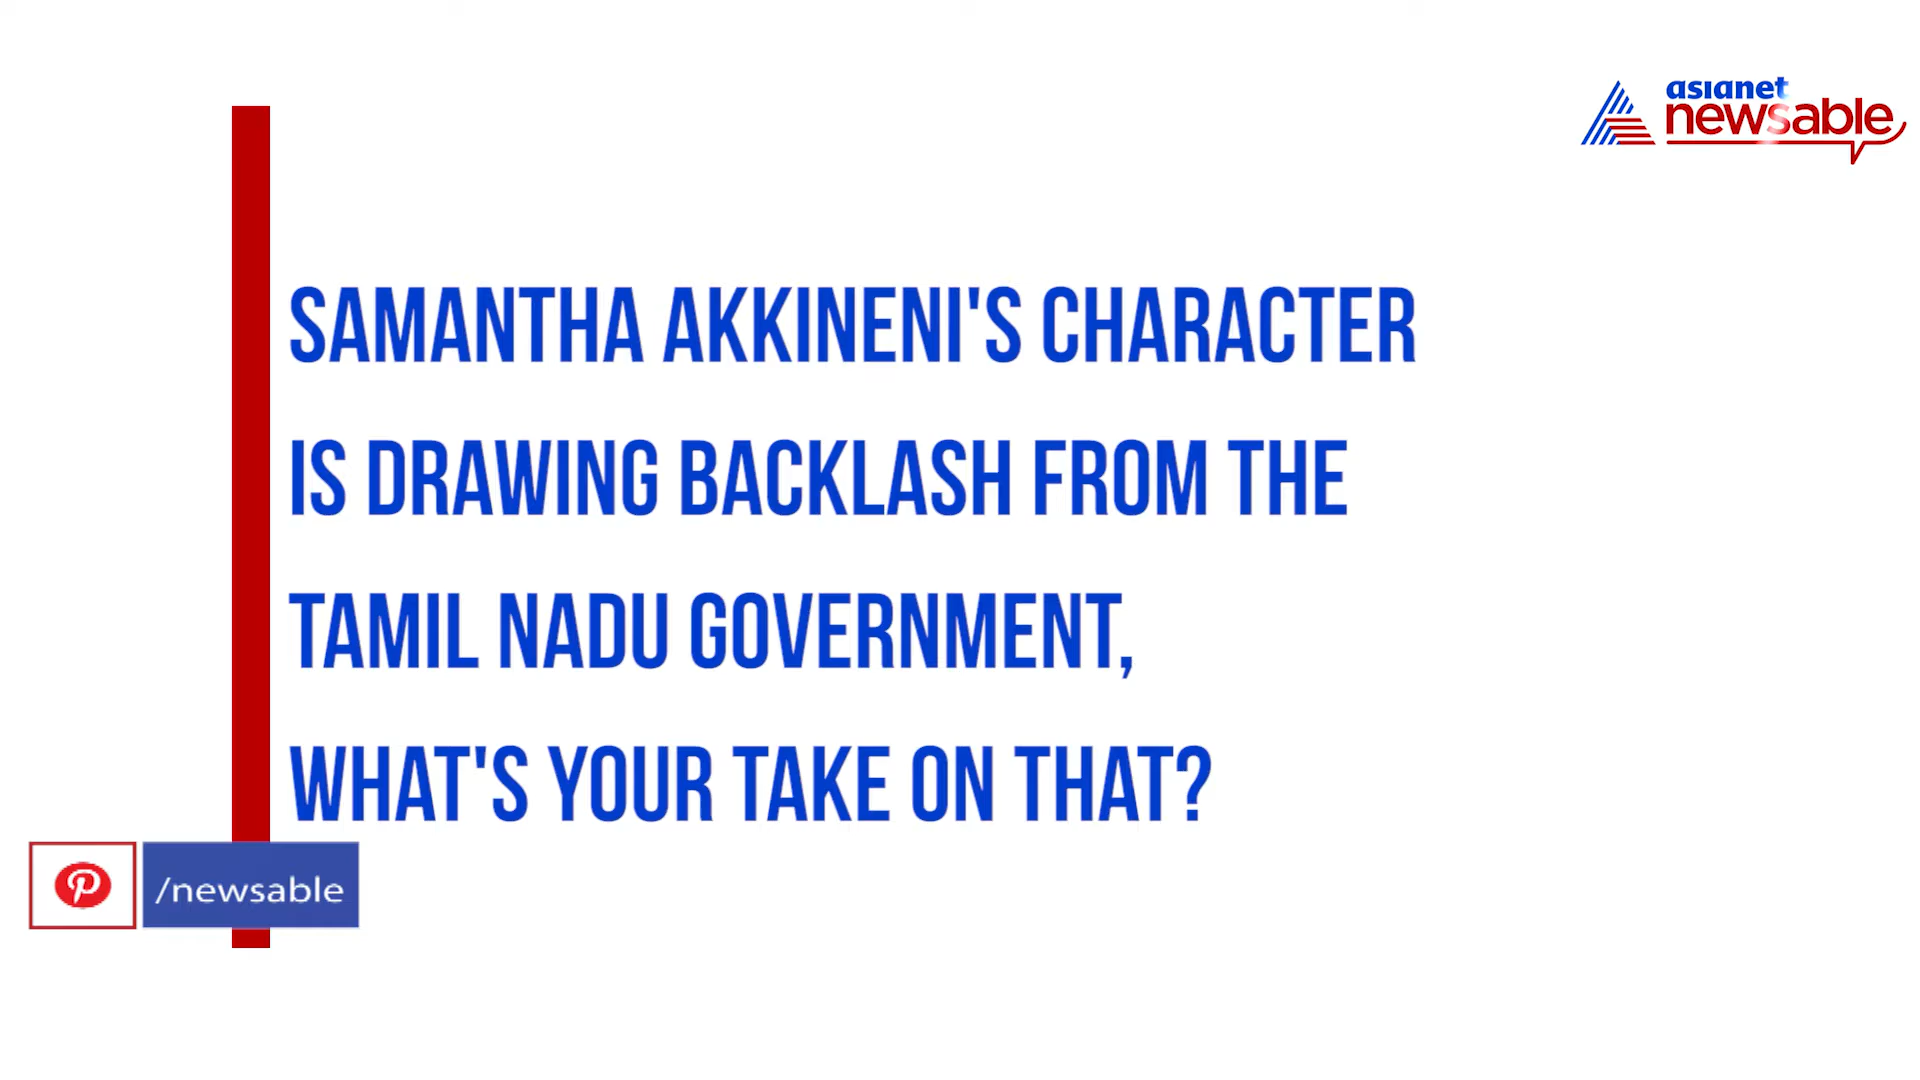 asianet
newsable
SAMANTHA AKKINENI'S CHARACTER
IS DRAWING BACKLASH FROM THE
TAMIL NADU GOVERNMENT,
WHAT'S YOUR TAKE ON THAT?
/newsable